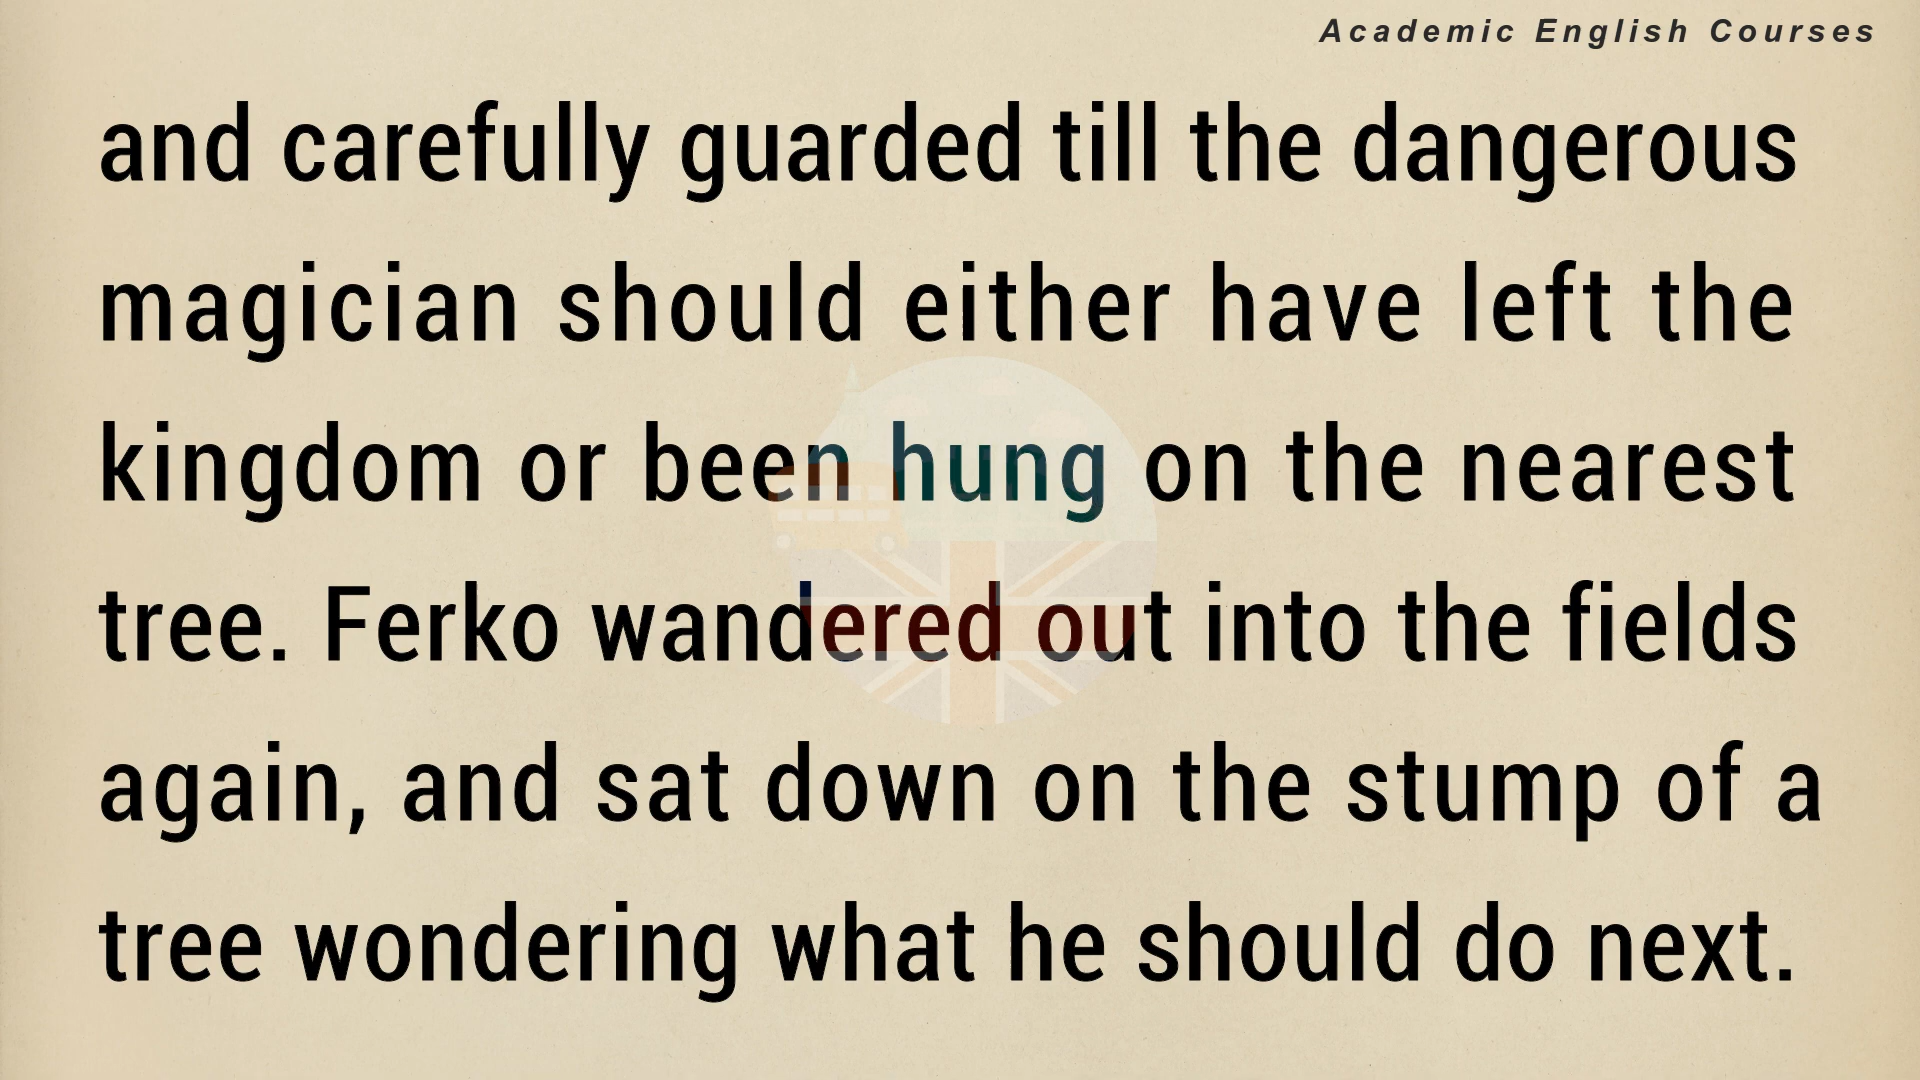 Academic English Courses
and carefully guarded till the dangerous
magician should either have left the
kingdom or been hung on the nearest
tree. Ferko wandered out into the fields
again, and sat down on the stump of a
tree wondering what he should do next.